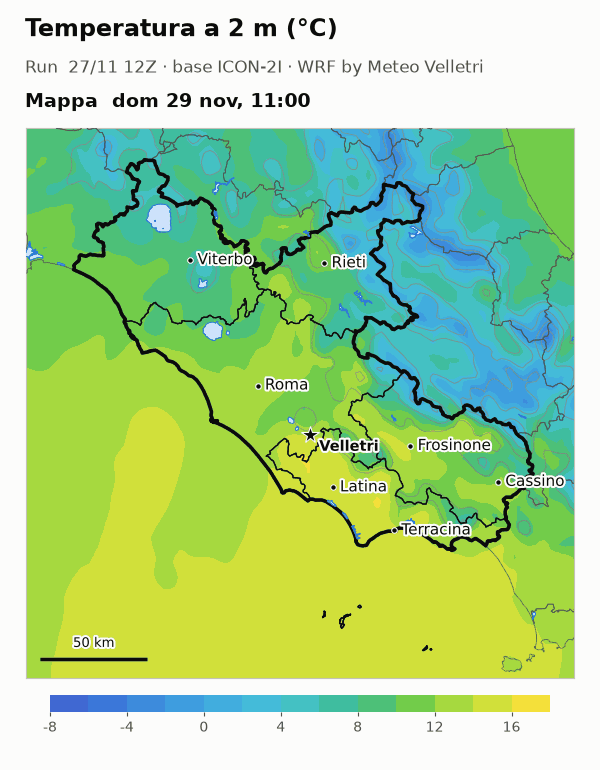 Temperatura a 2 m (°C)
Run  27/11 12Z · base ICON-2I · WRF by Meteo Velletri
Mappa  dom 29 nov, 11:00
Viterbo
Rieti
Roma
Velletri
Frosinone
Cassino
Latina
Terracina
50 km
-8 -4 0 4 8 12 16